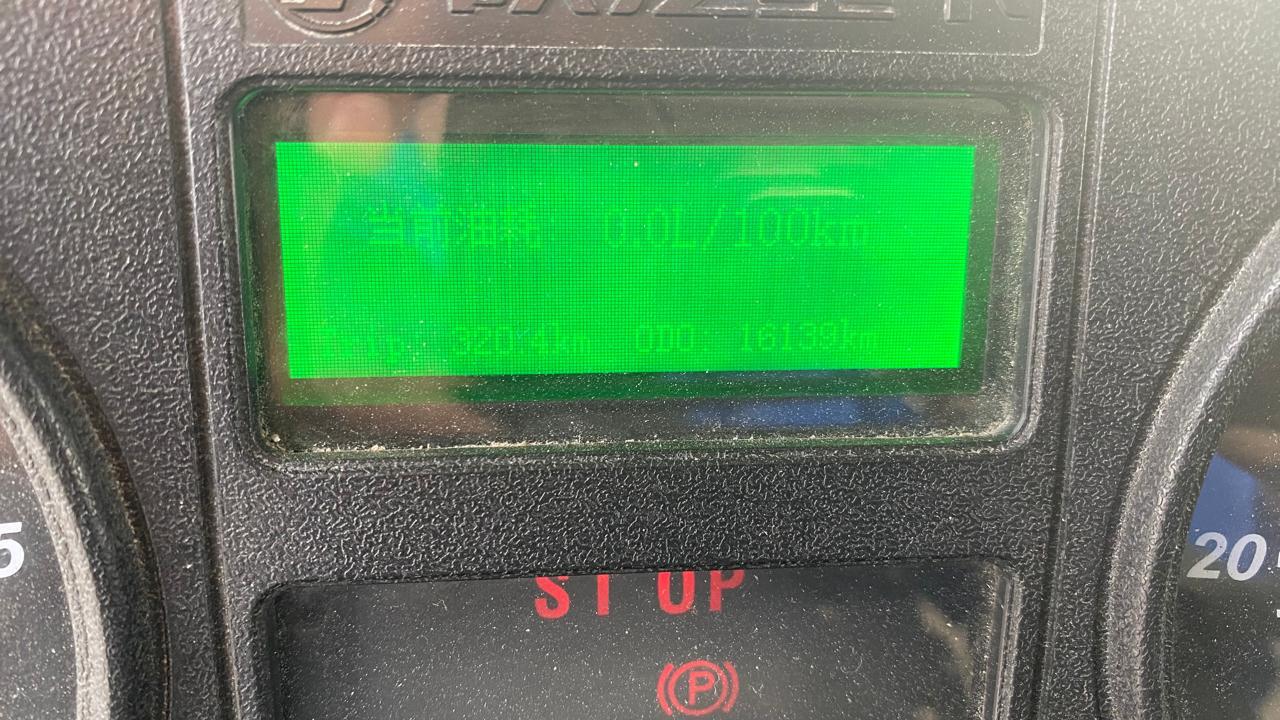 当前油耗: 0.0L/100km
Trip: 320.4km ODO: 16139km
5
20
STOP
P